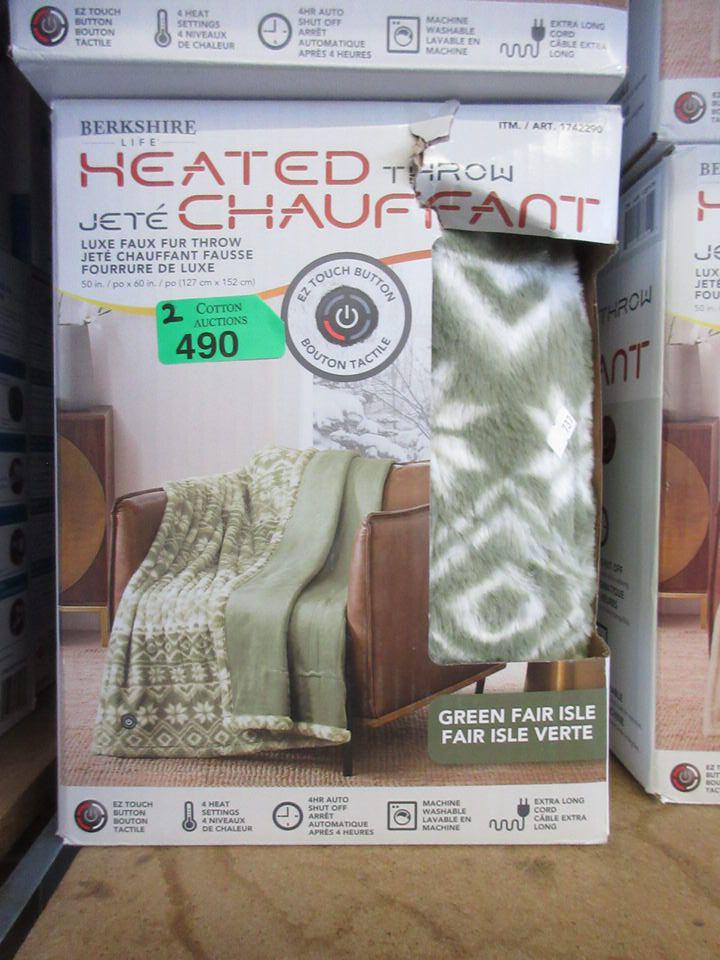 EZ TOUCH
BUTTON
BOUTON
TACTILE
4 HEAT
SETTINGS
4 NIVEAUX
DE CHALEUR
4HR AUTO
SHUT OFF
ARRÊT
AUTOMATIQUE
APRÈS 4 HEURES
MACHINE
WASHABLE
LAVABLE EN
MACHINE
EXTRA LONG
CORD
CÂBLE EXTRA
LONG
BERKSHIRE
LIFE
ITM. / ART. 1742290
HEATED THROW
JETÉ CHAUFFANT
LUXE FAUX FUR THROW
JETÉ CHAUFFANT FAUSSE
FOURRURE DE LUXE
50 in. / po x 60 in. / po (127 cm x 152 cm)
2 COTTON
AUCTIONS
490
EZ TOUCH BUTTON
BOUTON TACTILE
737
GREEN FAIR ISLE
FAIR ISLE VERTE
EZ TOUCH
BUTTON
BOUTON
TACTILE
4 HEAT
SETTINGS
4 NIVEAUX
DE CHALEUR
4HR AUTO
SHUT OFF
ARRÊT
AUTOMATIQUE
APRÈS 4 HEURES
MACHINE
WASHABLE
LAVABLE EN
MACHINE
EXTRA LONG
CORD
CÂBLE EXTRA
LONG
THROW